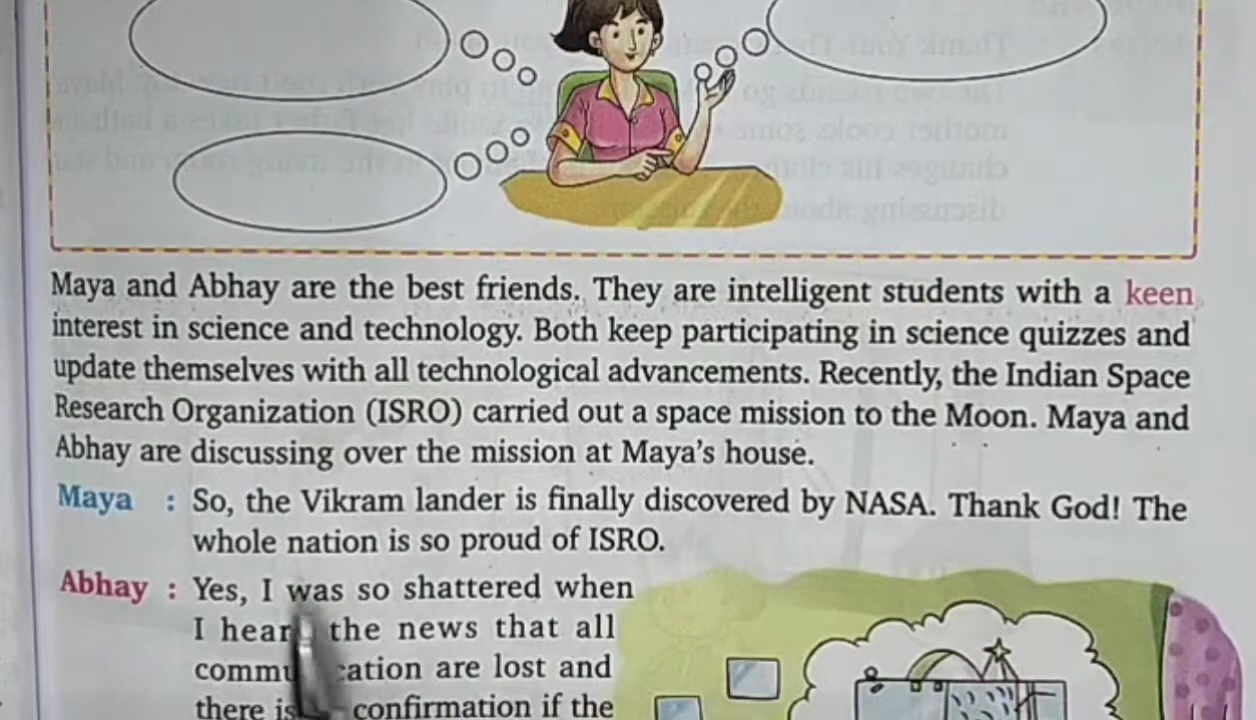 Maya and Abhay are the best friends. They are intelligent students with a keen
interest in science and technology. Both keep participating in science quizzes and
update themselves with all technological advancements. Recently, the Indian Space
Research Organization (ISRO) carried out a space mission to the Moon. Maya and
Abhay are discussing over the mission at Maya's house.
Maya : So, the Vikram lander is finally discovered by NASA. Thank God! The
whole nation is so proud of ISRO.
Abhay : Yes, I was so shattered when
I heard the news that all
are lost and
there is confirmation if the